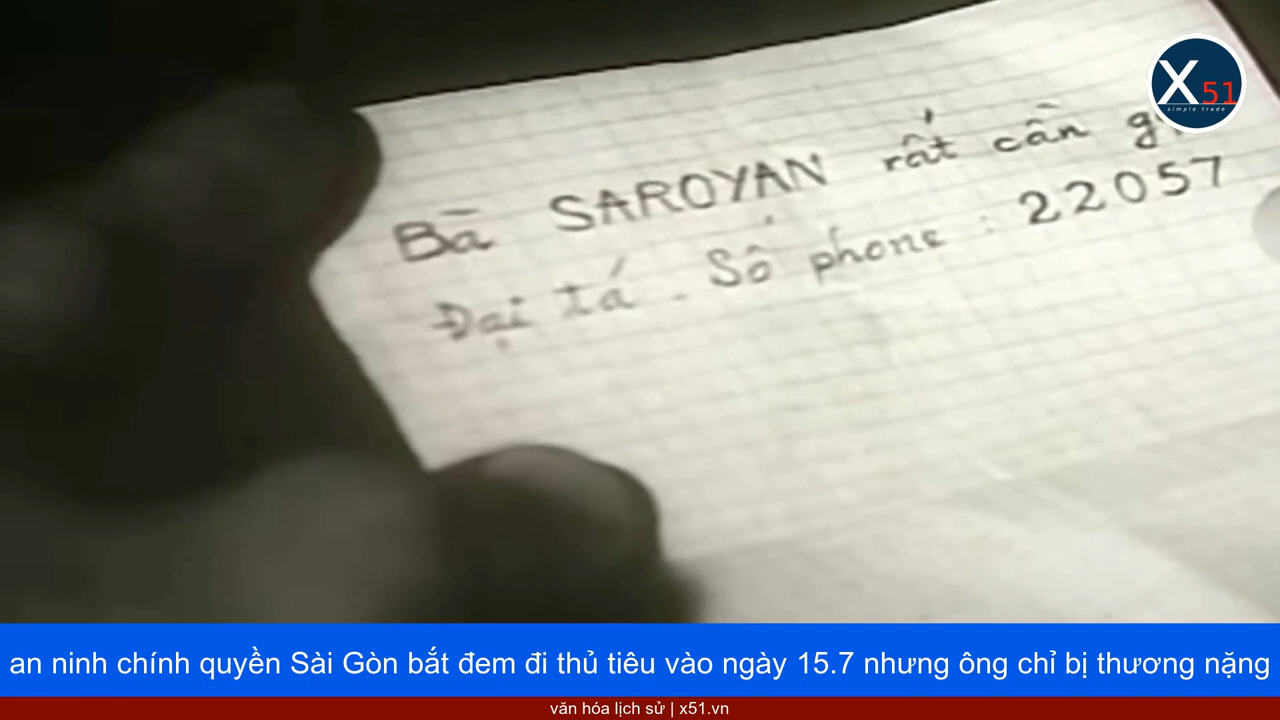 X51
simple trade
Bà SAROYAN rất cần
Đại tá - Số phone : 22057
an ninh chính quyền Sài Gòn bắt đem đi thủ tiêu vào ngày 15.7 nhưng ông chỉ bị thương nặng
văn hóa lịch sử | x51.vn